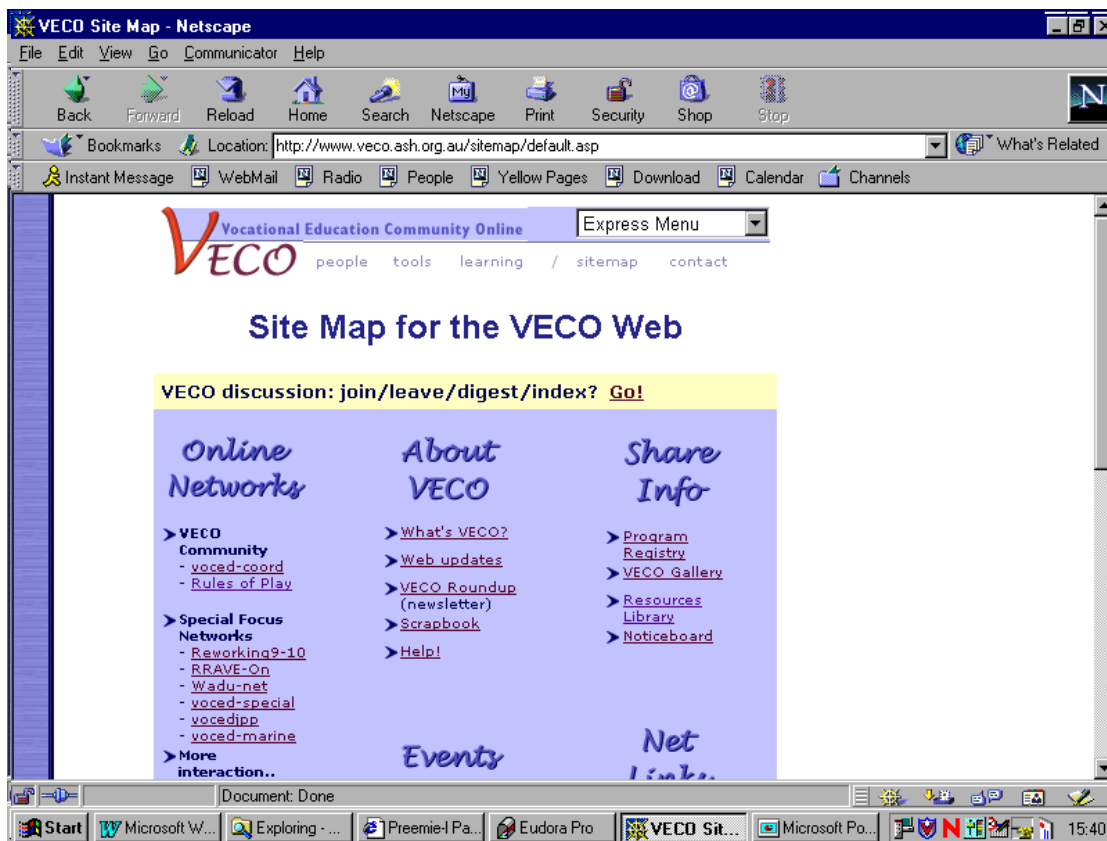 VECO Site Map - Netscape
File Edit View Go Communicator Help
Back Forward Reload Home Search Netscape Print Security Shop Stop
My
N
Bookmarks Location: http://www.veco.ash.org.au/sitemap/default.asp What's Related
Instant Message WebMail Radio People Yellow Pages Download Calendar Channels
Vocational Education Community Online Express Menu
VECO people tools learning / sitemap contact
Site Map for the VECO Web
VECO discussion: join/leave/digest/index? Go!
Online
Networks
VECO
Community
- voced-coord
- Rules of Play
Special Focus
Networks
- Reworking9-10
- RRAVE-On
- Wadu-net
- voced-special
- vocedjpp
- voced-marine
More
interaction..
About
VECO
What's VECO?
Web updates
VECO Roundup
(newsletter)
Scrapbook
Help!
Events
Share
Info
Program
Registry
VECO Gallery
Resources
Library
Noticeboard
Net
Links
Document: Done
Start Microsoft W... Exploring - ... Preemie-l Pa... Eudora Pro VECO Sit... Microsoft Po... 15:40